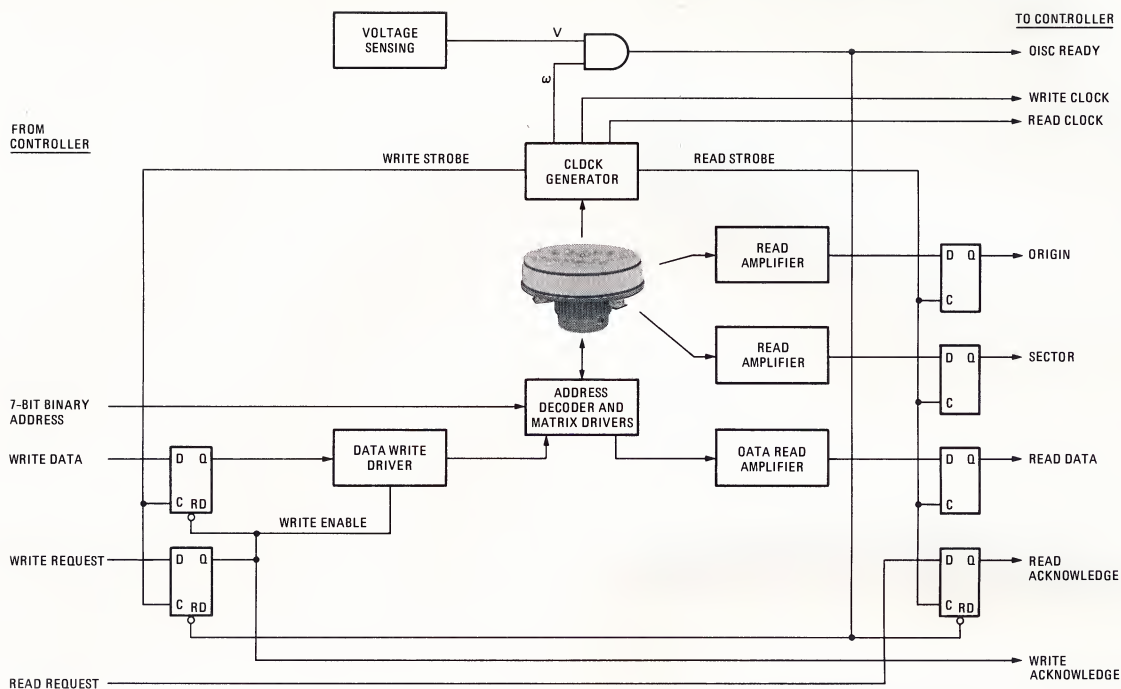 VOLTAGE
SENSING
V
ω
TO CONTROLLER
OISC READY
WRITE CLOCK
READ CLOCK
FROM
CONTROLLER
WRITE STROBE
CLOCK
GENERATOR
READ STROBE
READ
AMPLIFIER
D Q
C
ORIGIN
READ
AMPLIFIER
D Q
C
SECTOR
7-BIT BINARY
ADDRESS
ADDRESS
DECODER AND
MATRIX DRIVERS
WRITE DATA
D Q
C RD
DATA WRITE
DRIVER
OATA READ
AMPLIFIER
D Q
C
READ DATA
WRITE ENABLE
WRITE REQUEST
D Q
C RD
D Q
C RD
READ
ACKNOWLEDGE
WRITE
ACKNOWLEDGE
READ REQUEST